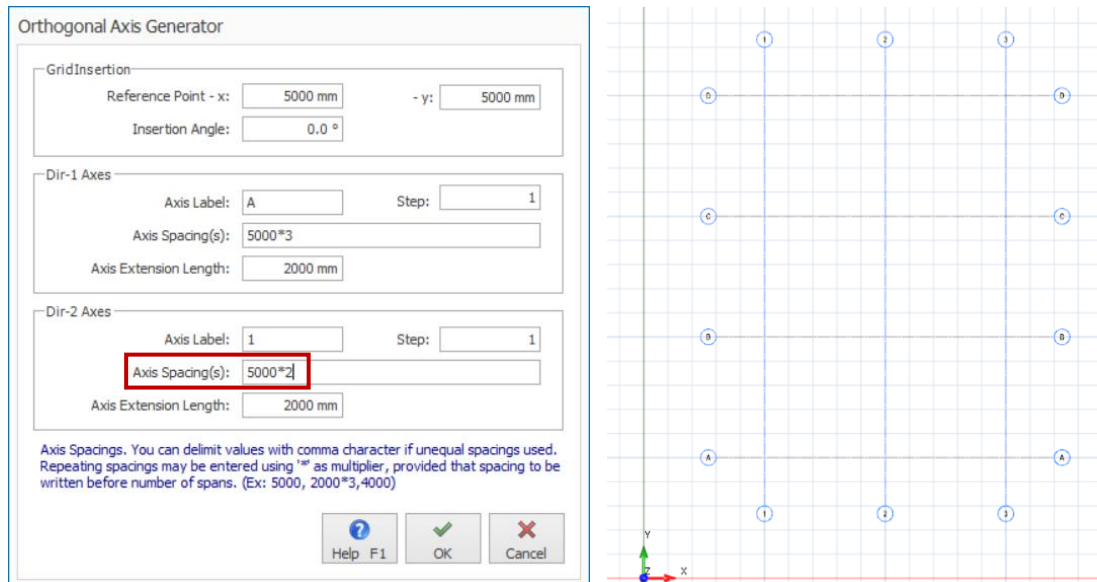 Orthogonal Axis Generator
GridInsertion
Reference Point - x: 5000 mm - y: 5000 mm
Insertion Angle: 0.0 °
Dir-1 Axes
Axis Label: A Step: 1
Axis Spacing(s): 5000*3
Axis Extension Length: 2000 mm
Dir-2 Axes
Axis Label: 1 Step: 1
Axis Spacing(s): 5000*2
Axis Extension Length: 2000 mm
Axis Spacings. You can delimit values with comma character if unequal spacings used.
Repeating spacings may be entered using '*' as multiplier, provided that spacing to be
written before number of spans. (Ex: 5000, 2000*3,4000)
Help F1 OK Cancel
1 2 3
D D
C C
B B
A A
1 2 3
Y
Z X